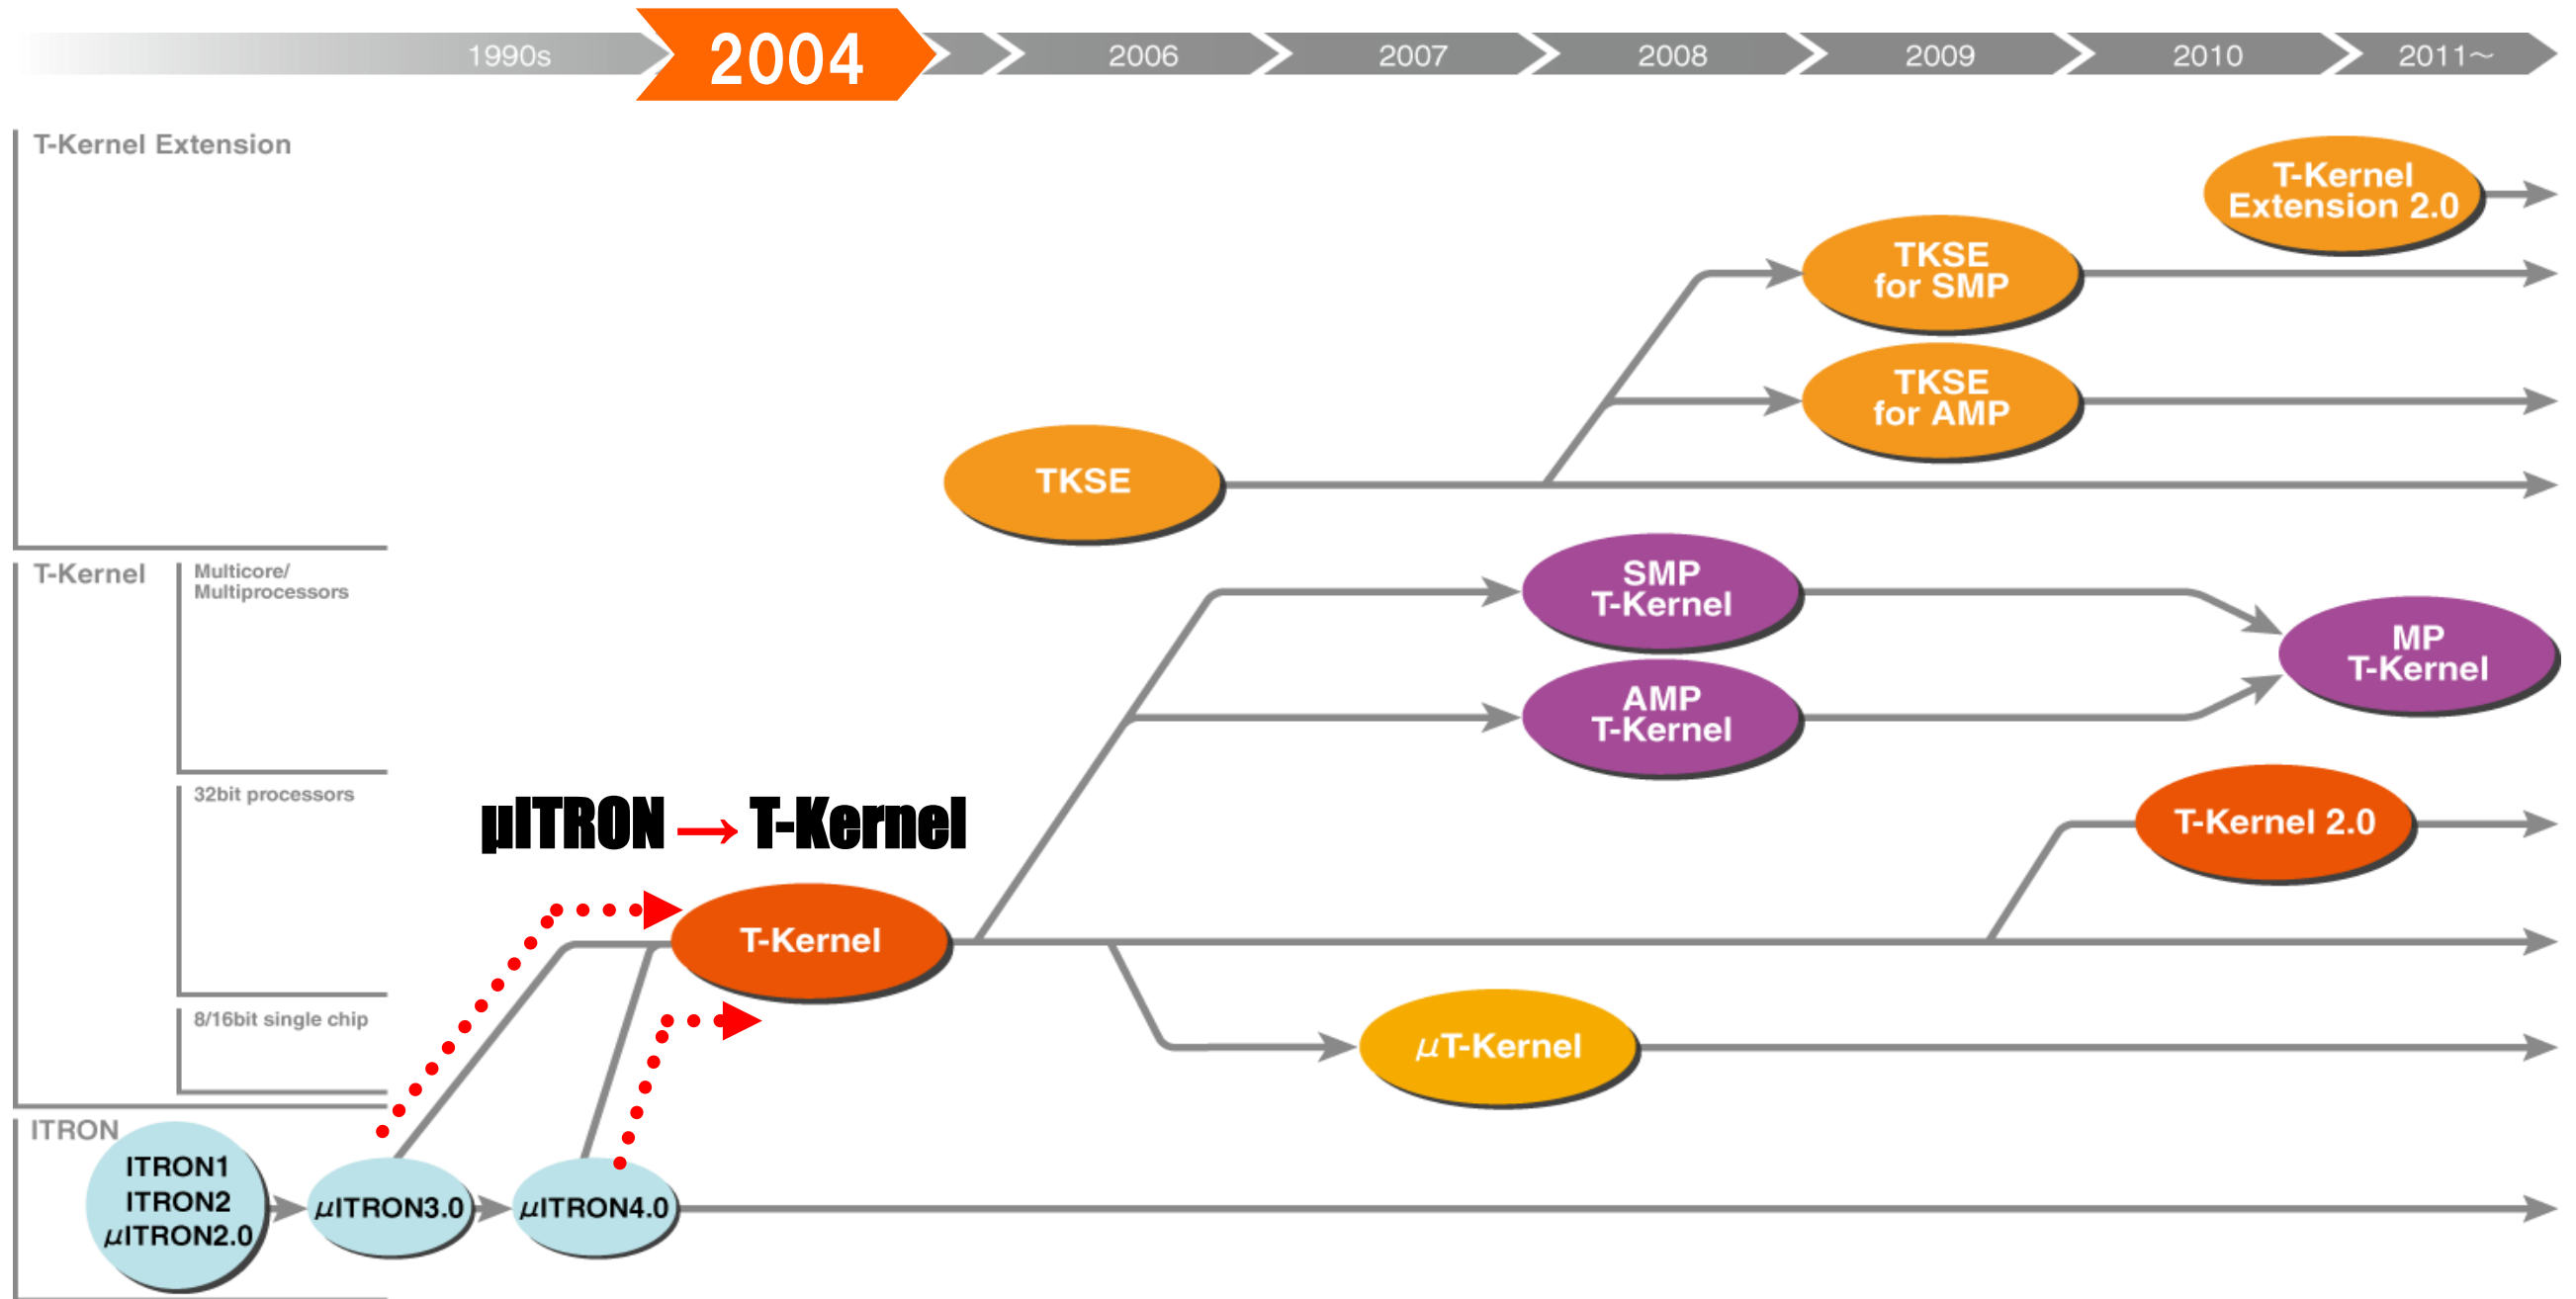 1990s
2004
2006
2007
2008
2009
2010
2011～
T-Kernel Extension
T-Kernel
Extension 2.0
TKSE
for SMP
TKSE
for AMP
TKSE
T-Kernel
Multicore/
Multiprocessors
SMP
T-Kernel
MP
T-Kernel
AMP
T-Kernel
32bit processors
μITRON → T-Kernel
T-Kernel 2.0
T-Kernel
8/16bit single chip
μT-Kernel
ITRON
ITRON1
ITRON2
μITRON2.0
μITRON3.0
μITRON4.0